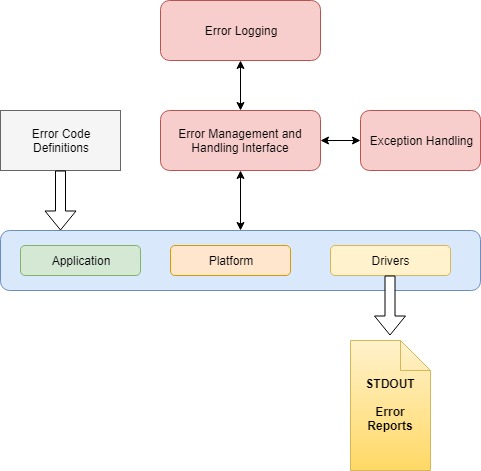 Error Logging
Error Code
Definitions
Error Management and
Handling Interface
Exception Handling
Application
Platform
Drivers
STDOUT
Error
Reports